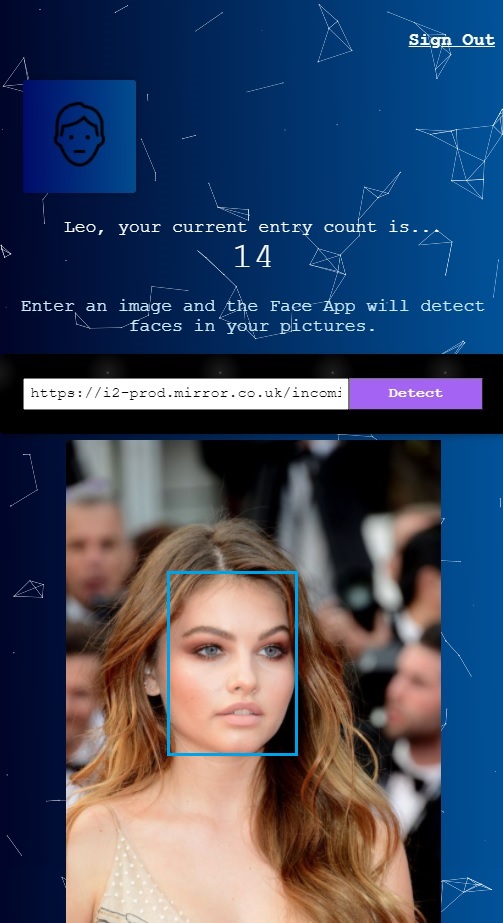 Sign Out
Leo, your current entry count is...
14
Enter an image and the Face App will detect
faces in your pictures.
https://i2-prod.mirror.co.uk/incomi
Detect